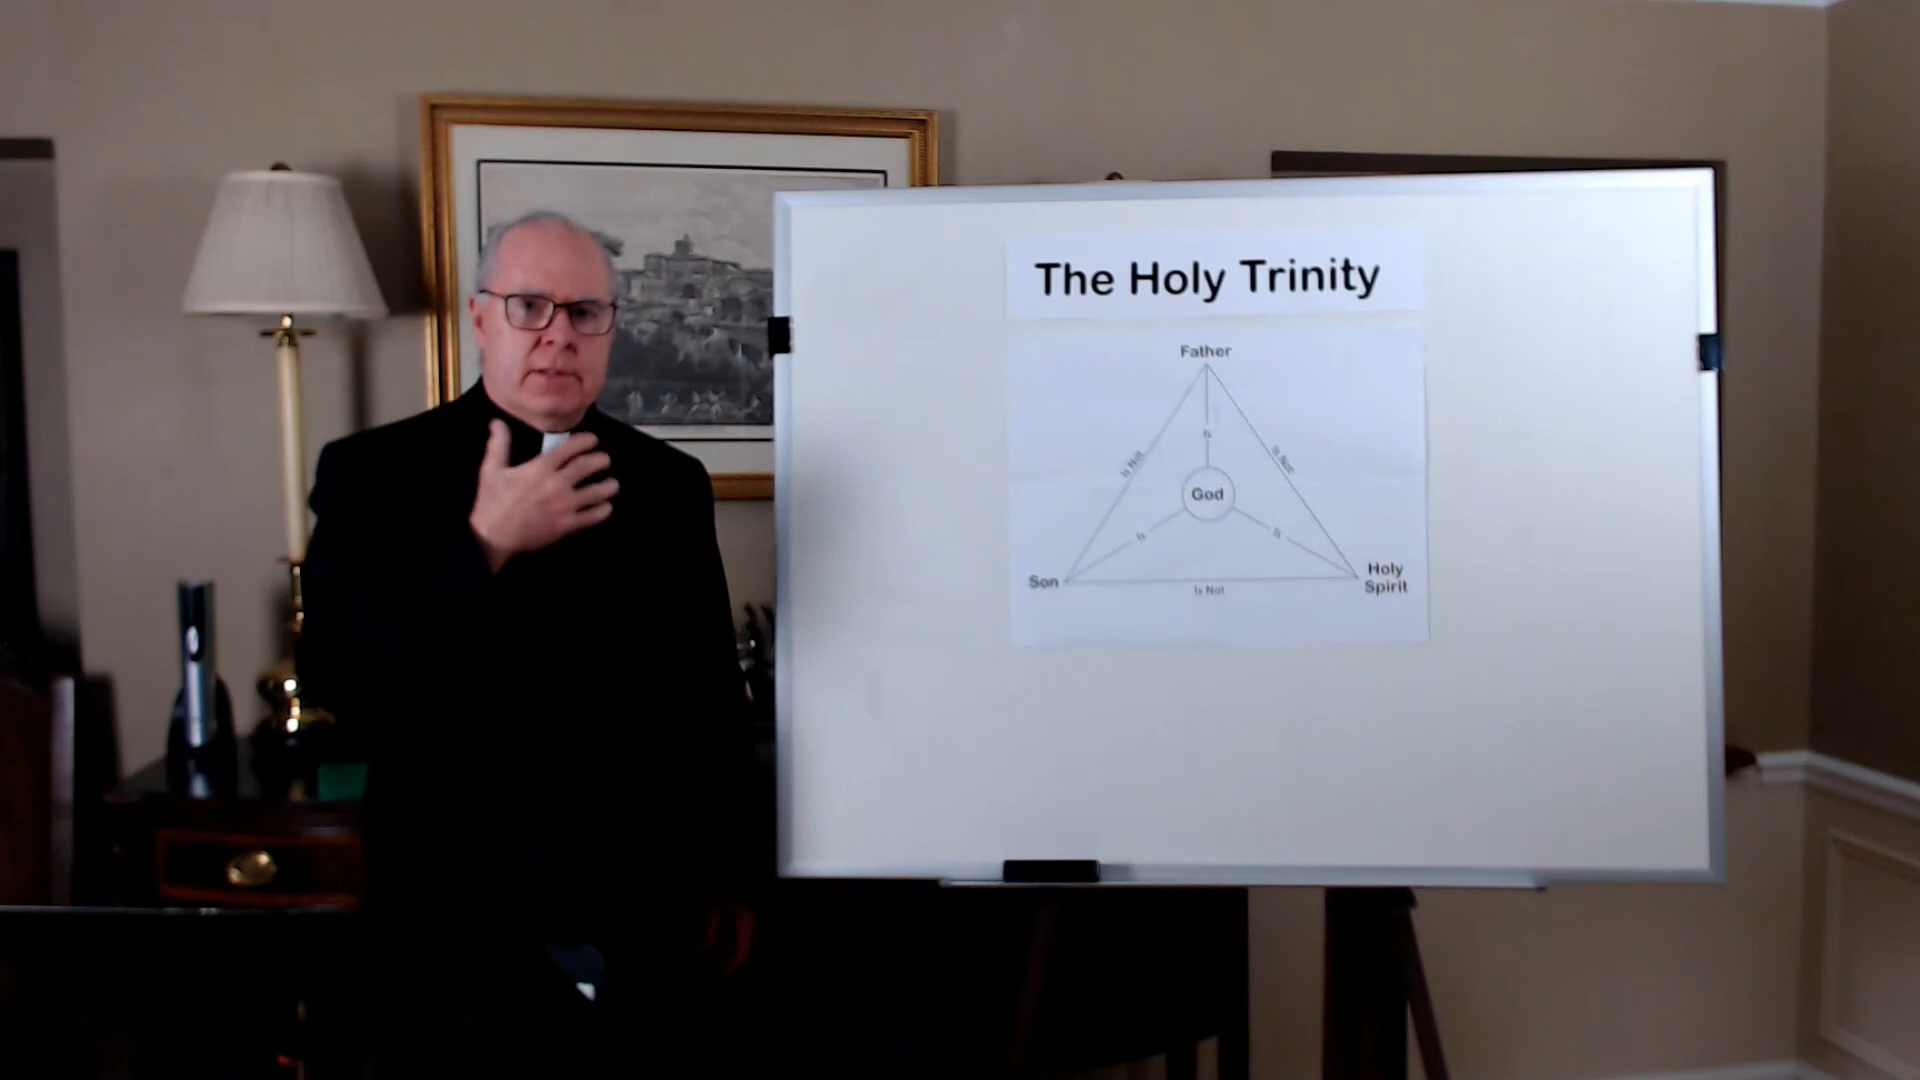 The Holy Trinity
Father
Is Not
Is
Is Not
God
Is
Is
Son
Is Not
Holy
Spirit